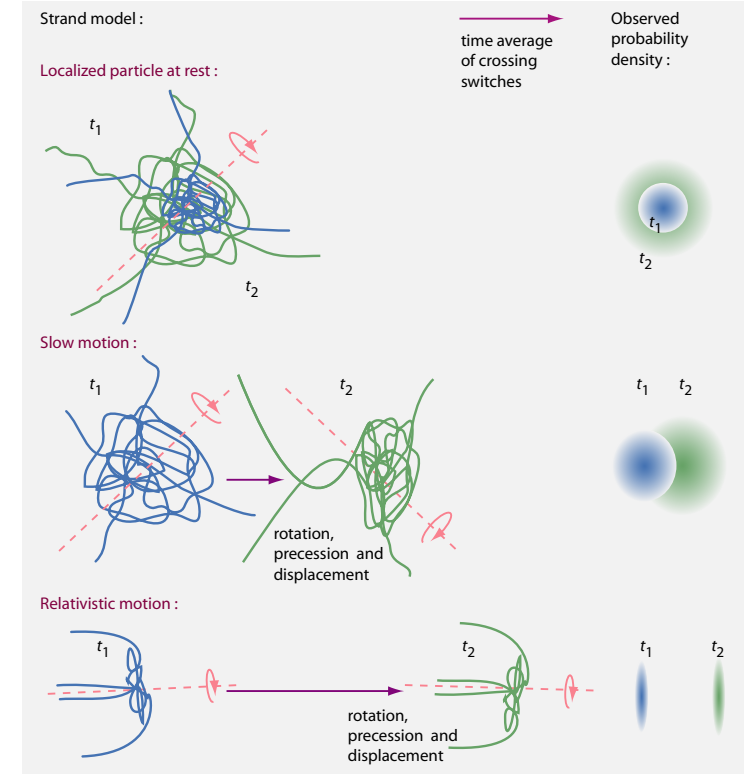 Strand model :
time average
of crossing
switches
Observed
probability
density :
Localized particle at rest :
t1
t2
t1
t2
Slow motion :
t1
t2
t1
t2
rotation,
precession and
displacement
Relativistic motion :
t1
t2
t1
t2
rotation,
precession and
displacement